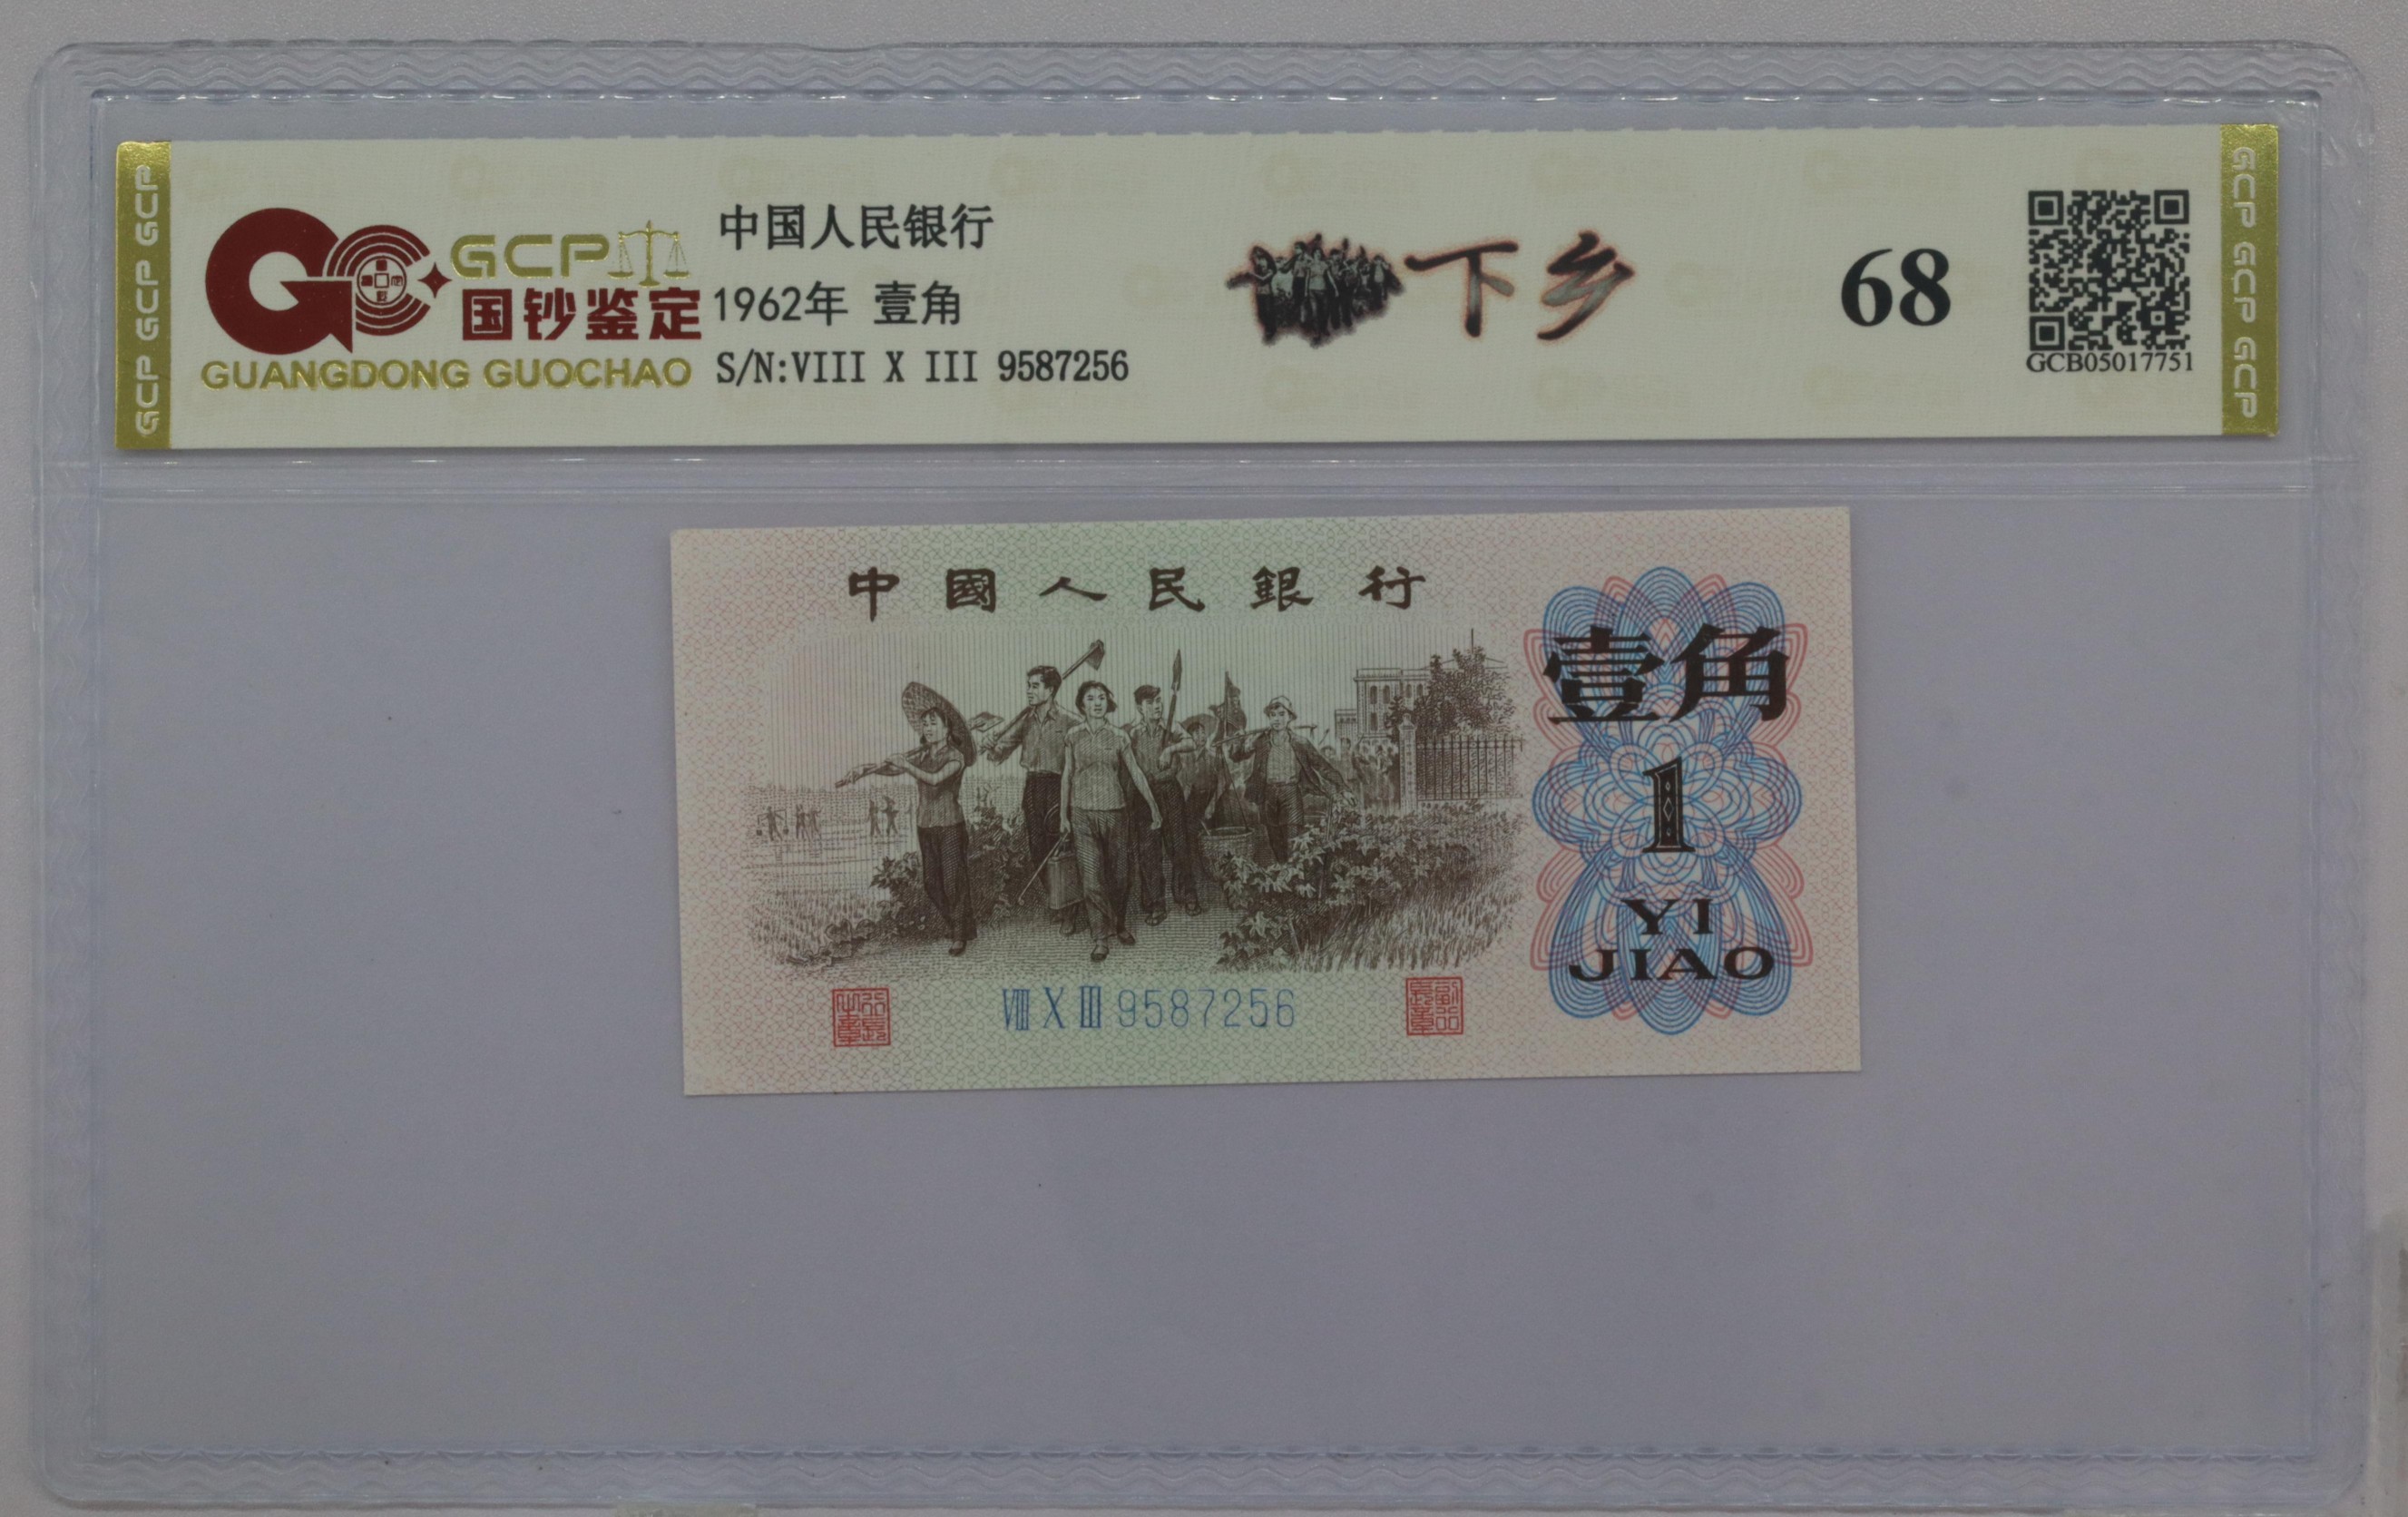 GCP GCP GCP
GCP
国钞鉴定
GUANGDONG GUOCHAO
中国人民银行
1962年 壹角
S/N:VIII X III 9587256
下乡
68
GCB05017751
GCP GCP GCP
中國人民銀行
壹角
1
YI
JIAO
VIII X III 9587256